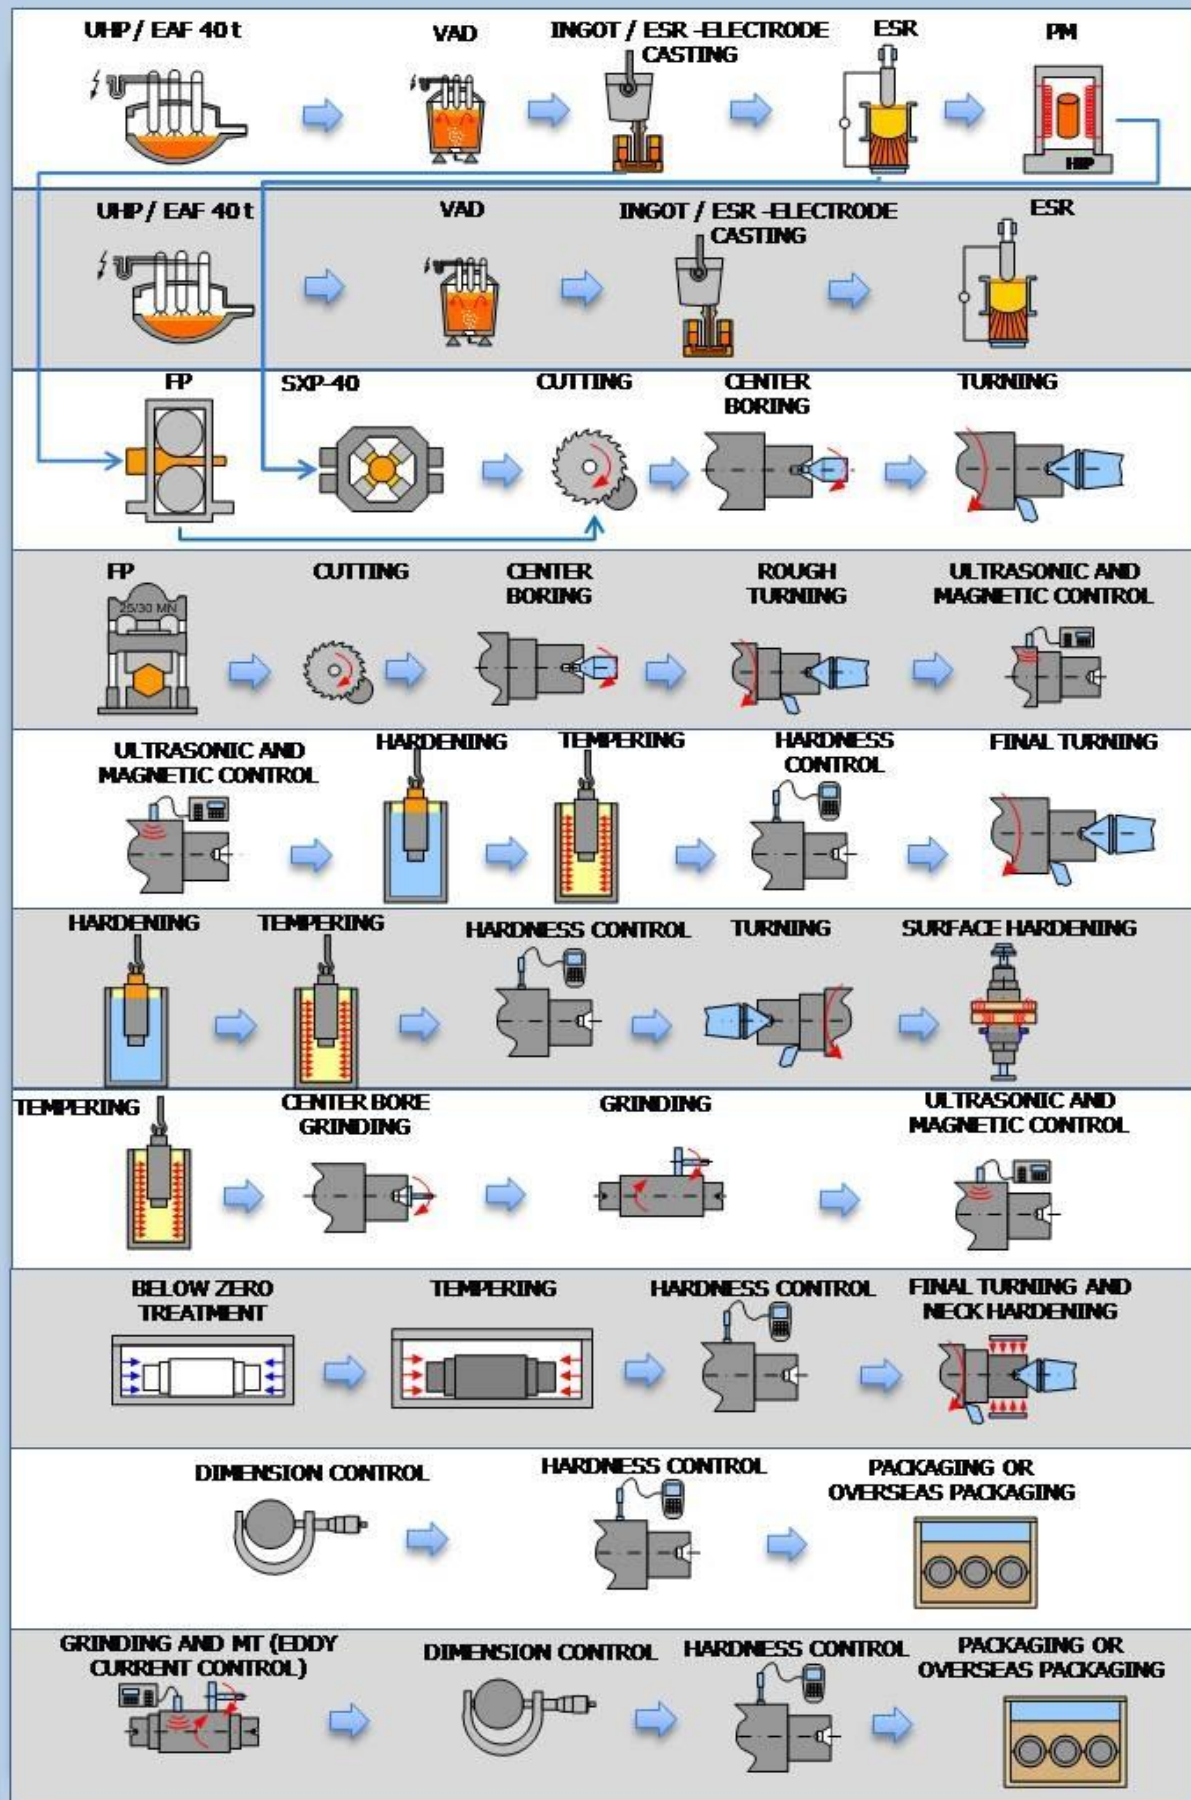 UHP / EAF 40 t
VAD
INGOT / ESR -ELECTRODE
CASTING
ESR
PM
HIP
UHP / EAF 40 t
VAD
INGOT / ESR -ELECTRODE
CASTING
ESR
FP
SXP-40
CUTTING
CENTER
BORING
TURNING
FP
25/30 MN
CUTTING
CENTER
BORING
ROUGH
TURNING
ULTRASONIC AND
MAGNETIC CONTROL
ULTRASONIC AND
MAGNETIC CONTROL
HARDENING
TEMPERING
HARDNESS
CONTROL
FINAL TURNING
HARDENING
TEMPERING
HARDNESS CONTROL
TURNING
SURFACE HARDENING
TEMPERING
CENTER BORE
GRINDING
GRINDING
ULTRASONIC AND
MAGNETIC CONTROL
BELOW ZERO
TREATMENT
TEMPERING
HARDNESS CONTROL
FINAL TURNING AND
NECK HARDENING
DIMENSION CONTROL
HARDNESS CONTROL
PACKAGING OR
OVERSEAS PACKAGING
GRINDING AND MT (EDDY
CURRENT CONTROL)
DIMENSION CONTROL
HARDNESS CONTROL
PACKAGING OR
OVERSEAS PACKAGING